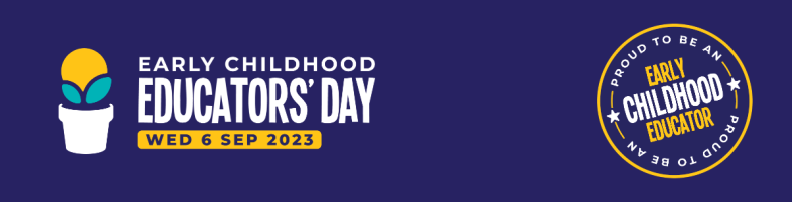 EARLY CHILDHOOD
EDUCATORS' DAY
WED 6 SEP 2023
PROUD TO BE AN
EARLY
CHILDHOOD
EDUCATOR
PROUD TO BE AN